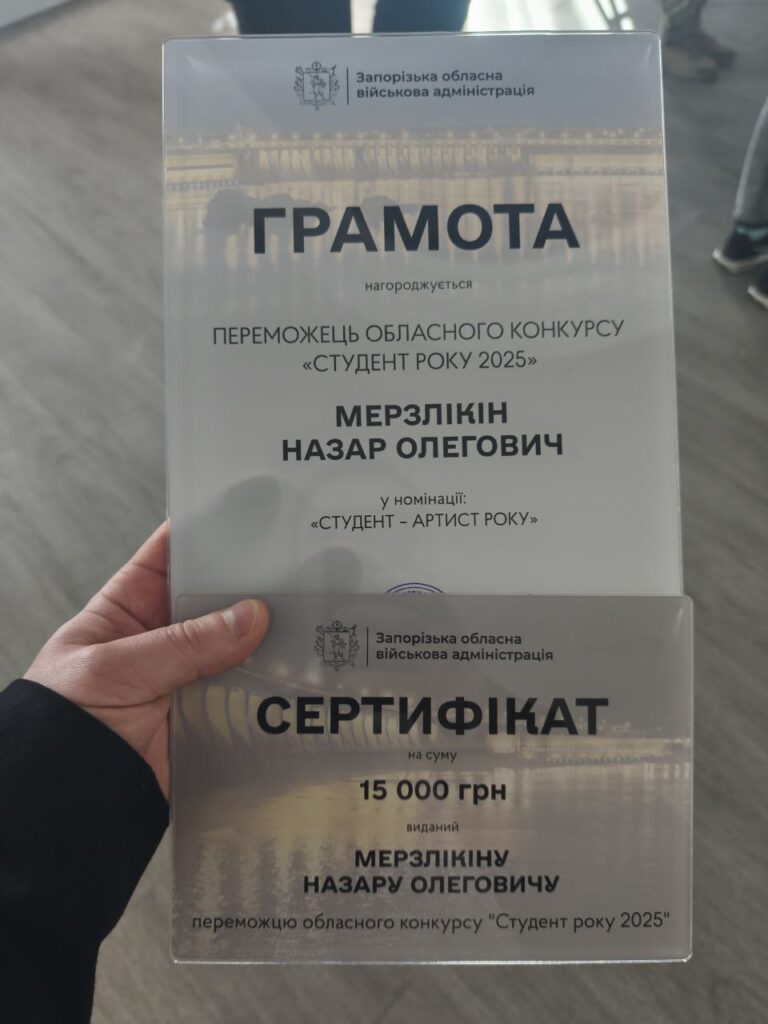 Запорізька обласна
військова адміністрація
ГРАМОТА
нагороджується
ПЕРЕМОЖЕЦЬ ОБЛАСНОГО КОНКУРСУ
«СТУДЕНТ РОКУ 2025»
МЕРЗЛІКІН
НАЗАР ОЛЕГОВИЧ
у номінації:
«СТУДЕНТ – АРТИСТ РОКУ»
Запорізька обласна
військова адміністрація
СЕРТИФІКАТ
на суму
15 000 грн
виданий
МЕРЗЛІКІНУ
НАЗАРУ ОЛЕГОВИЧУ
переможцю обласного конкурсу "Студент року 2025"